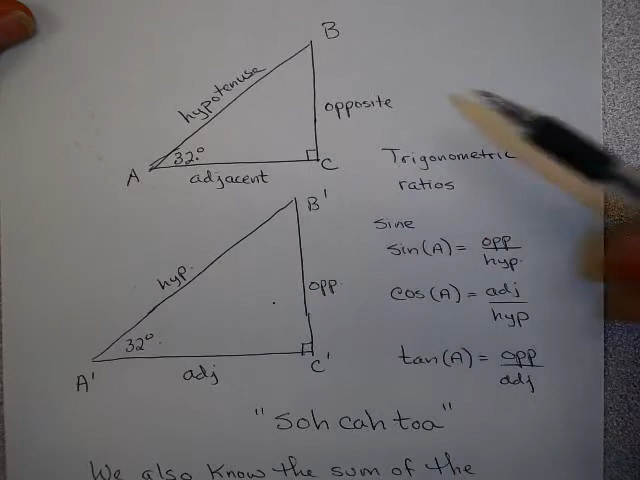 B
hypotenuse
opposite
32°
A
adjacent
C
Trigonometric
ratios
B'
hyp.
opp.
32°
A'
adj
C'
sine
sin(A) = opp
hyp.
cos(A) = adj
hyp
tan(A) = opp
adj
"Soh cah toa"
We also know the sum of the